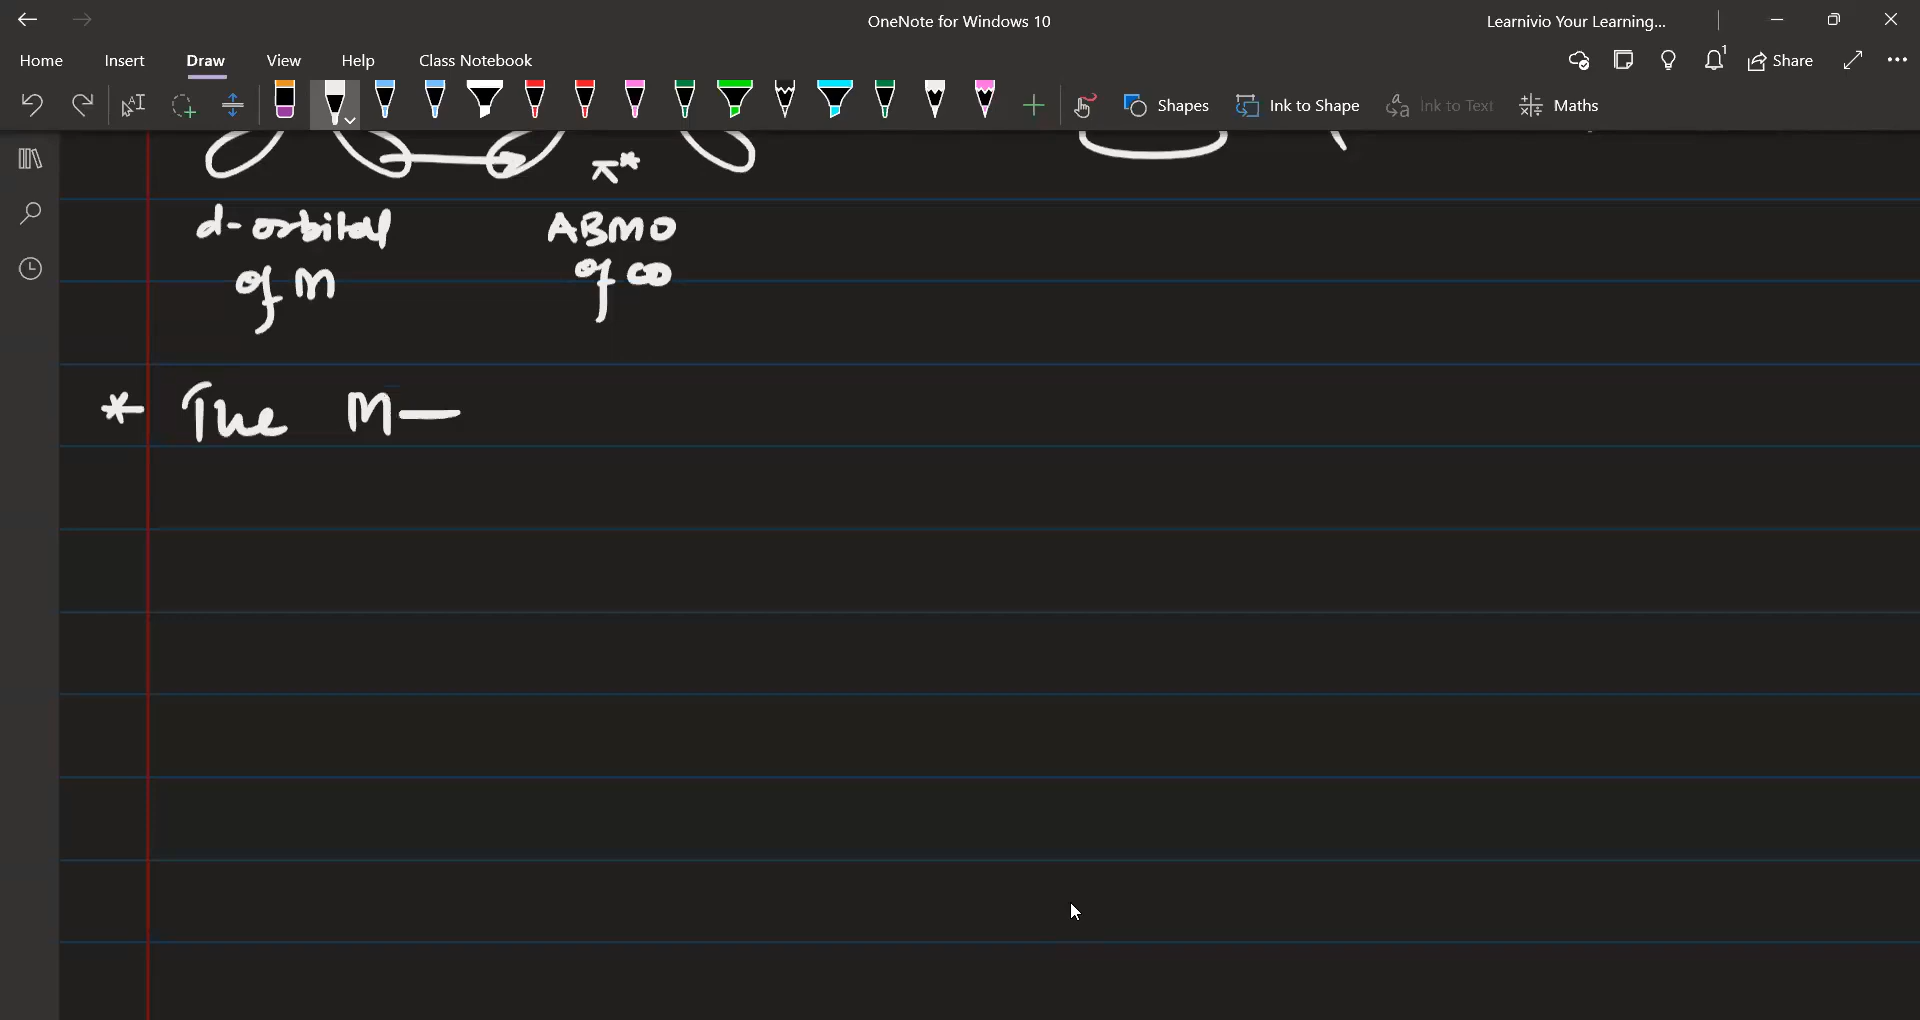 OneNote for Windows 10
Learnivio Your Learning...
Home Insert Draw View Help Class Notebook
1
Share
Shapes Ink to Shape Ink to Text Maths
π*
d-orbital ABMO
of M of CO
* The M—